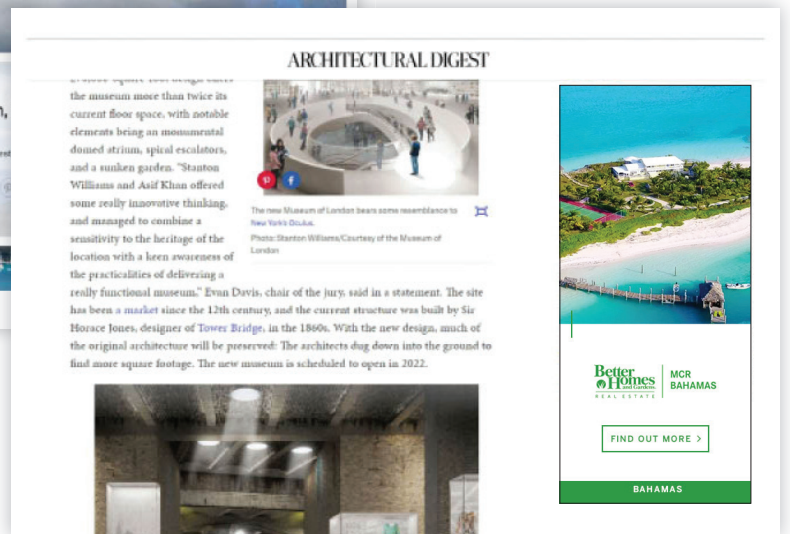 ARCHITECTURAL DIGEST
the museum more than twice its
current floor space, with notable
elements being an monumental
domed atrium, spiral escalators,
and a sunken garden. "Stanton
Williams and Asif Khan offered
some really innovative thinking,
and managed to combine a
sensitivity to the heritage of the
location with a keen awareness of
the practicalities of delivering a
The new Museum of London bears some resemblance to
New York's Oculus.
Photo: Stanton Williams/Courtesy of the Museum of
London
really functional museum," Evan Davis, chair of the jury, said in a statement. The site
has been a market since the 12th century, and the current structure was built by Sir
Horace Jones, designer of Tower Bridge, in the 1860s. With the new design, much of
the original architecture will be preserved: The architects dug down into the ground to
find more square footage. The new museum is scheduled to open in 2022.
Better
Homes
and Gardens
REAL ESTATE
MCR
BAHAMAS
FIND OUT MORE >
BAHAMAS